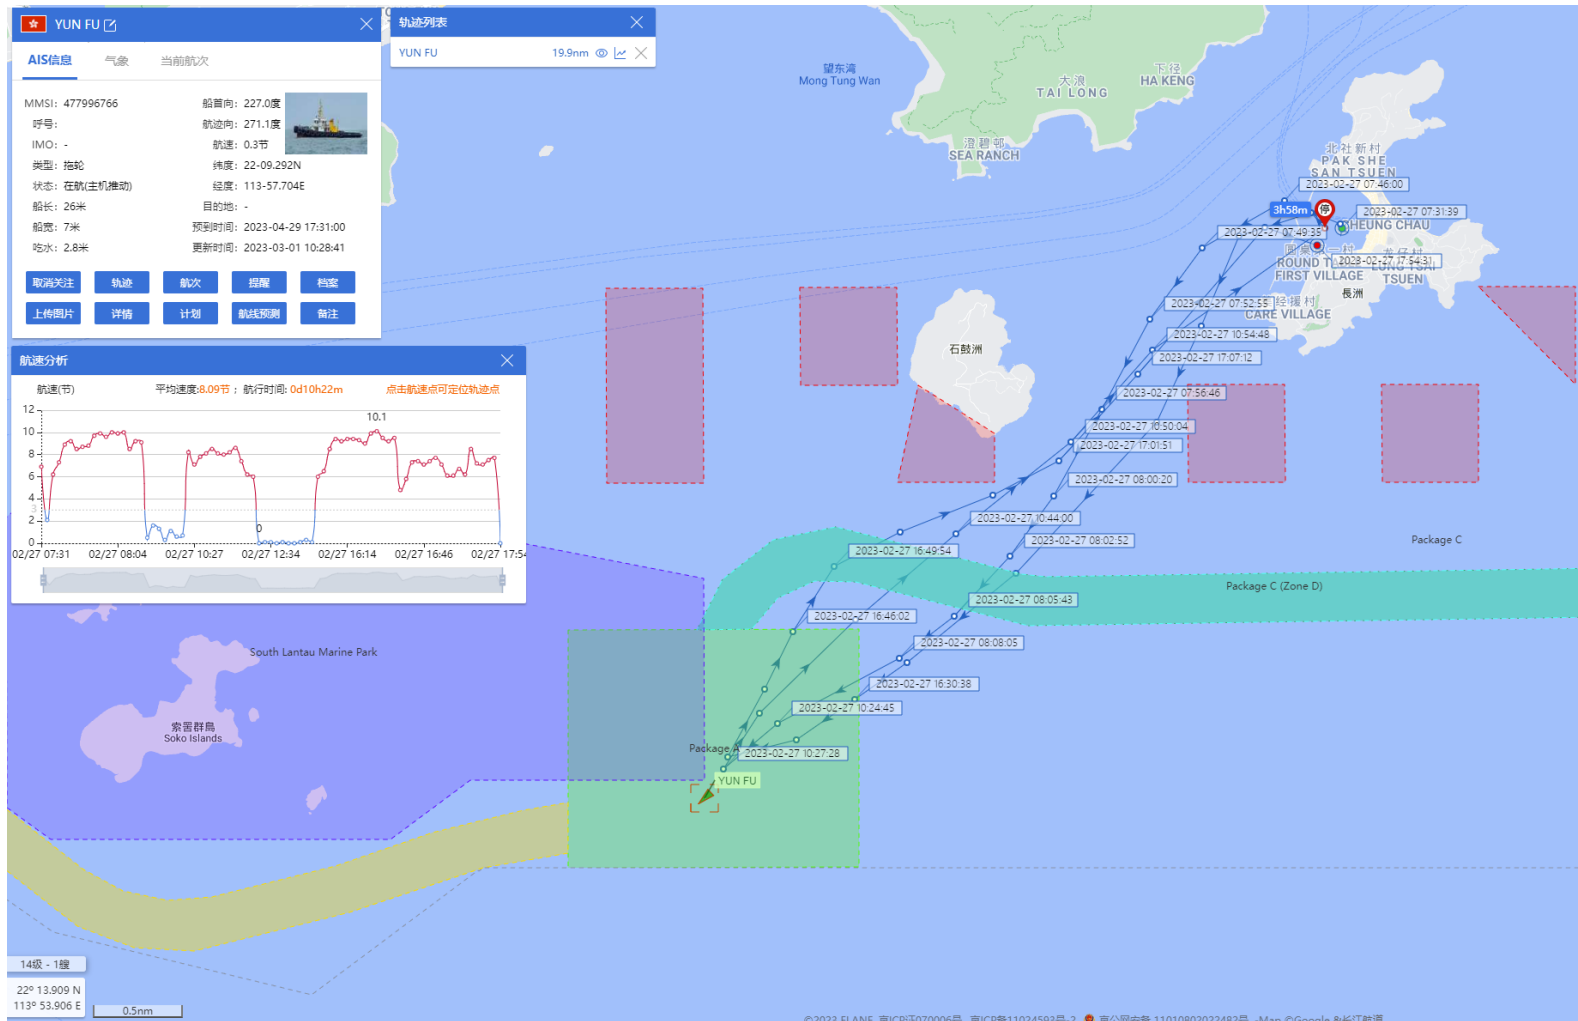 YUN FU
AIS信息 气象 当前航次
MMSI: 477996766 船首向: 227.0度
呼号: 航迹向: 271.1度
IMO: - 航速: 0.3节
类型: 拖轮 纬度: 22-09.292N
状态: 在航(主机推动) 经度: 113-57.704E
船长: 26米 目的地: -
船宽: 7米 预到时间: 2023-04-29 17:31:00
吃水: 2.8米 更新时间: 2023-03-01 10:28:41
取消关注 轨迹 航次 提醒 档案
上传图片 详情 计划 航线预测 备注
轨迹列表
YUN FU 19.9nm
航速分析
航速(节) 平均速度:8.09节 ; 航行时间: 0d10h22m 点击航速点可定位轨迹点
12
10
8
6
4
3
2
0
10.1
0
02/27 07:31 02/27 08:04 02/27 10:27 02/27 12:34 02/27 16:14 02/27 16:46 02/27 17:54
望东湾
Mong Tung Wan
大浪
TAI LONG
下径
HA KENG
澄碧邨
SEA RANCH
北社新村
PAK SHE
SAN TSUEN
2023-02-27 07:46:00
3h58m
停
2023-02-27 07:31:39
CHEUNG CHAU
2023-02-27 07:49:35
2023-02-27 17:54:31
FIRST VILLAGE
TSUEN
長洲
2023-02-27 07:52:55
CARE VILLAGE
2023-02-27 10:54:48
2023-02-27 17:07:12
石鼓洲
2023-02-27 07:56:46
2023-02-27 10:50:04
2023-02-27 17:01:51
2023-02-27 08:00:20
2023-02-27 10:44:00
2023-02-27 08:02:52
Package C
2023-02-27 16:49:54
Package C (Zone D)
2023-02-27 08:05:43
2023-02-27 16:46:02
2023-02-27 08:08:05
South Lantau Marine Park
2023-02-27 16:30:38
2023-02-27 10:24:45
索罟群島
Soko Islands
Package A
2023-02-27 10:27:28
YUN FU
14级 - 1艘
22º 13.909 N
113º 53.906 E
0.5nm